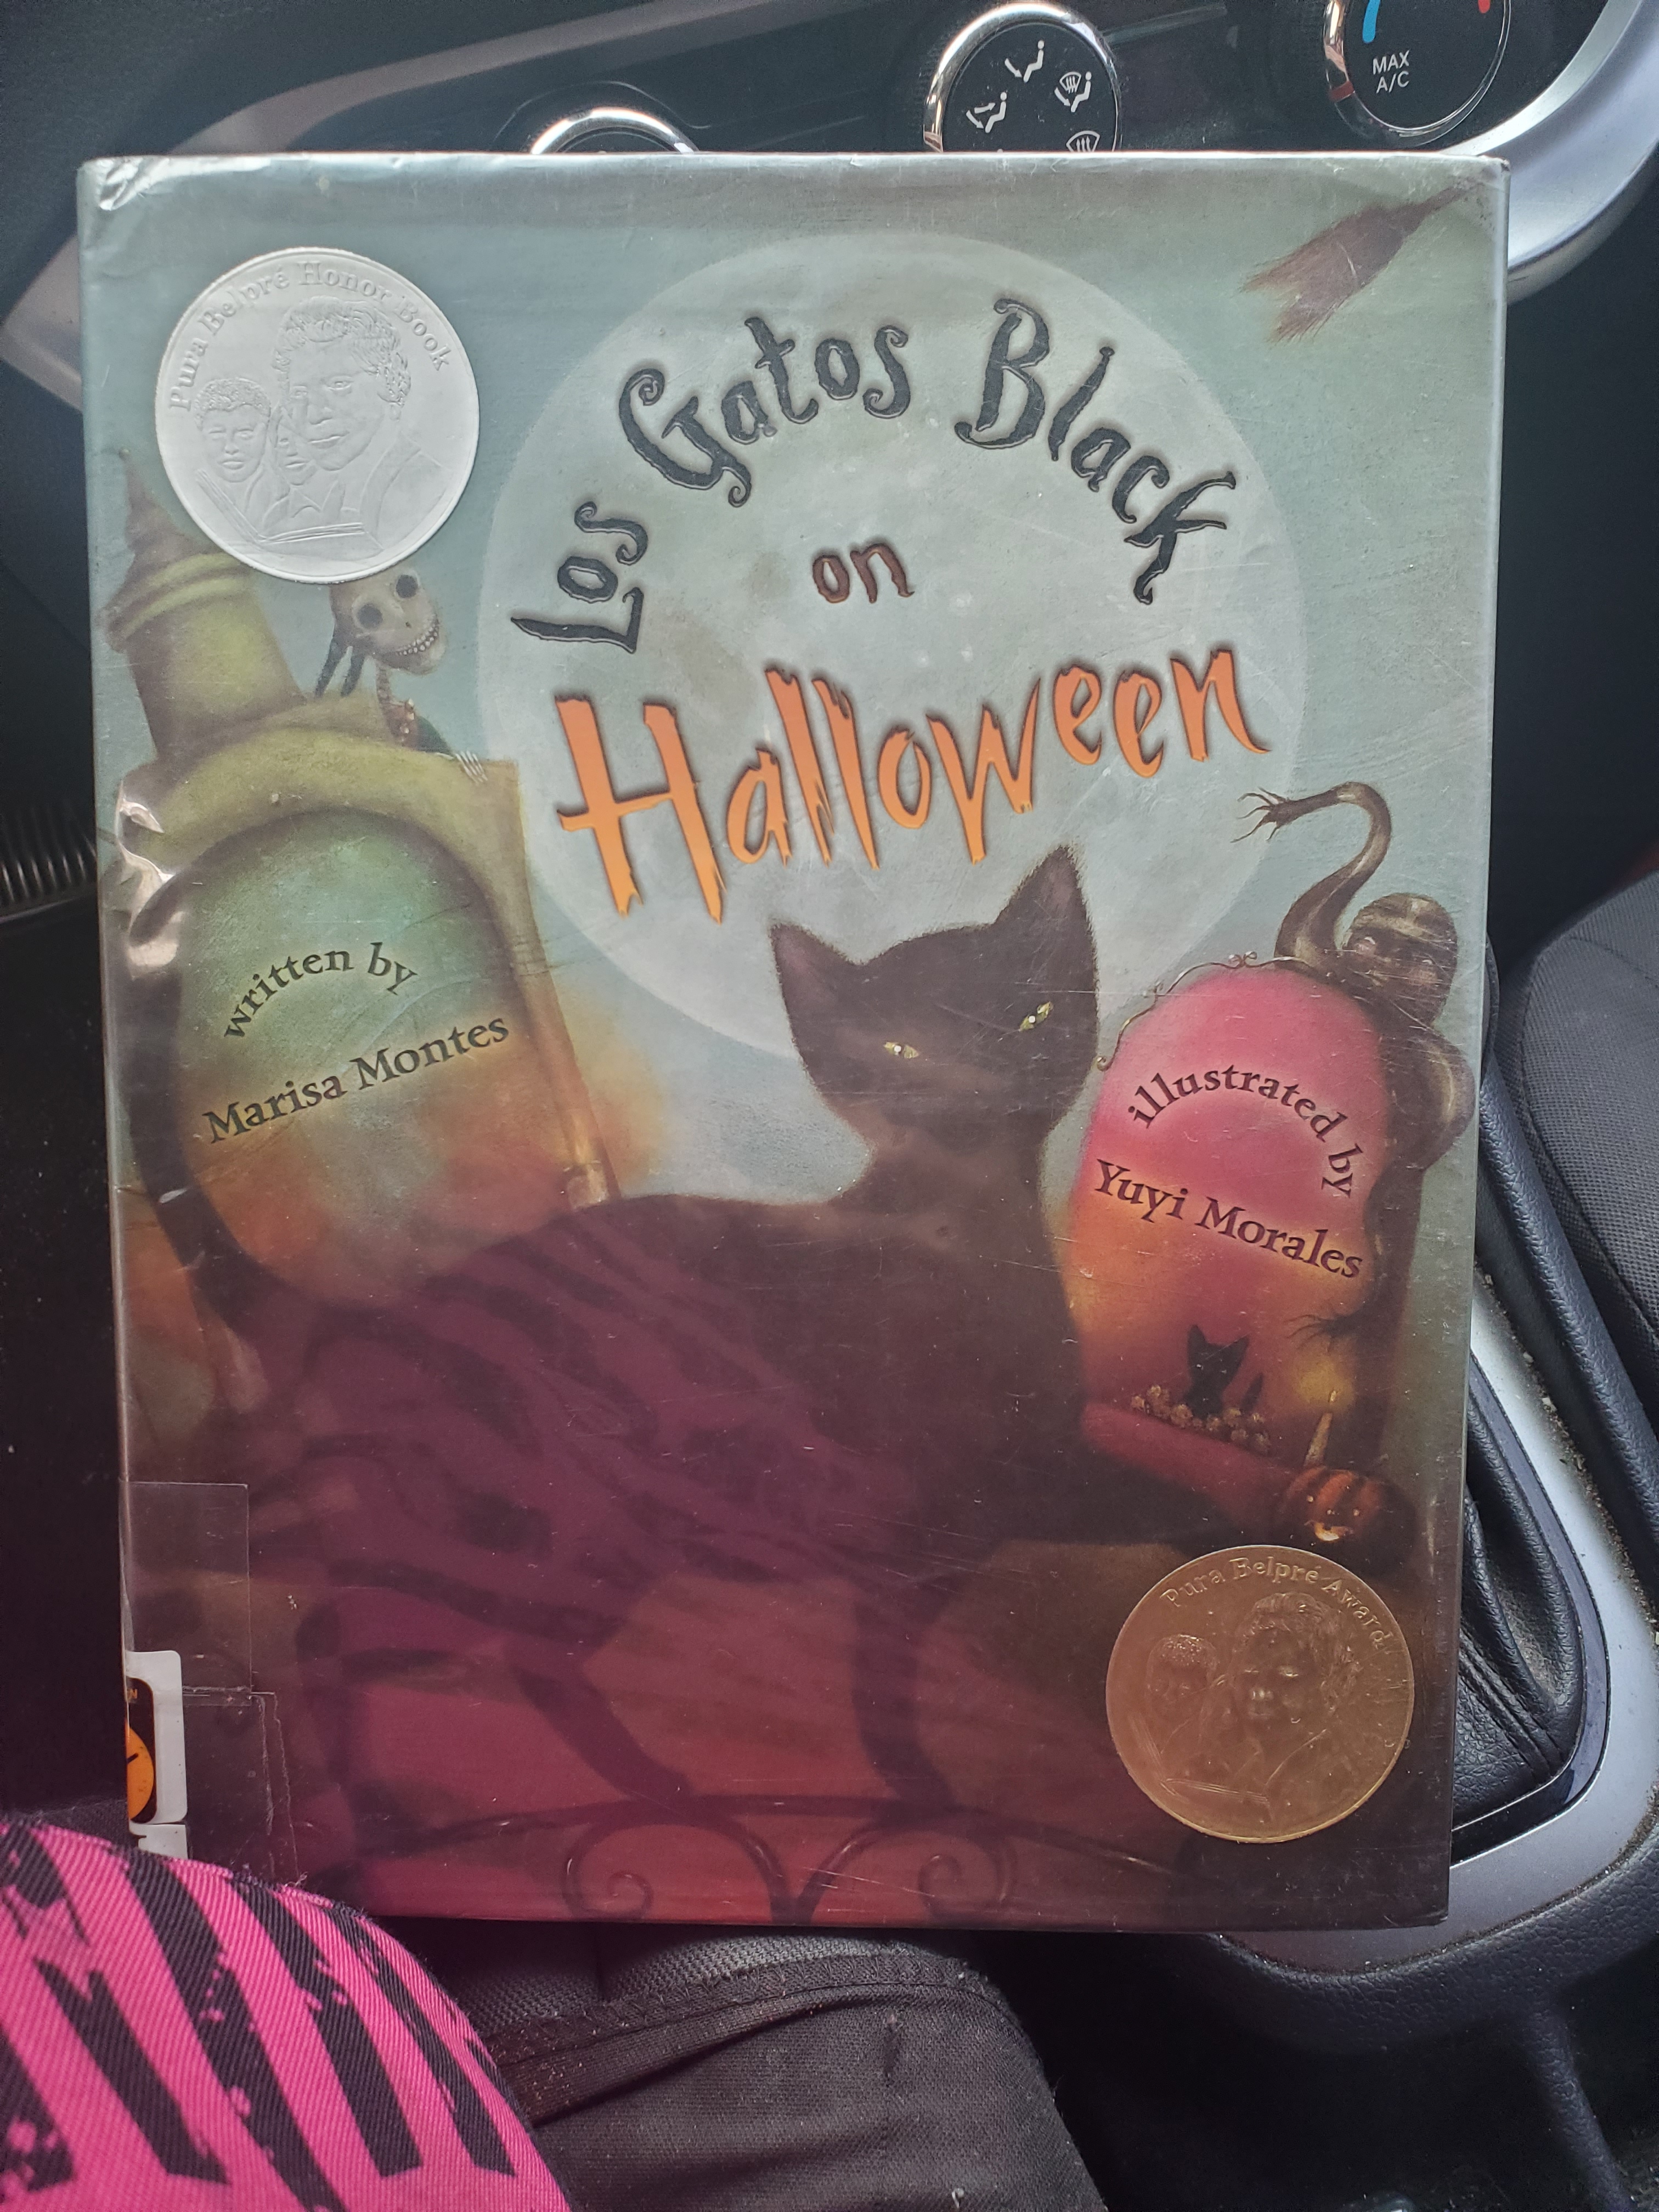 MAX
A/C
Pura Belpré Honor Book
Los Gatos Black
on
Halloween
written by
Marisa Montes
illustrated by
Yuyi Morales
Pura Belpré Award